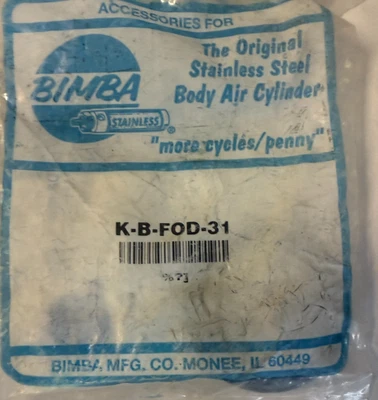 ACCESSORIES FOR
BIMBA
STAINLESS
®
The Original
Stainless Steel
Body Air Cylinder
"more cycles/penny"
K-B-FOD-31
BIMBA MFG. CO. MONEE, IL 60449